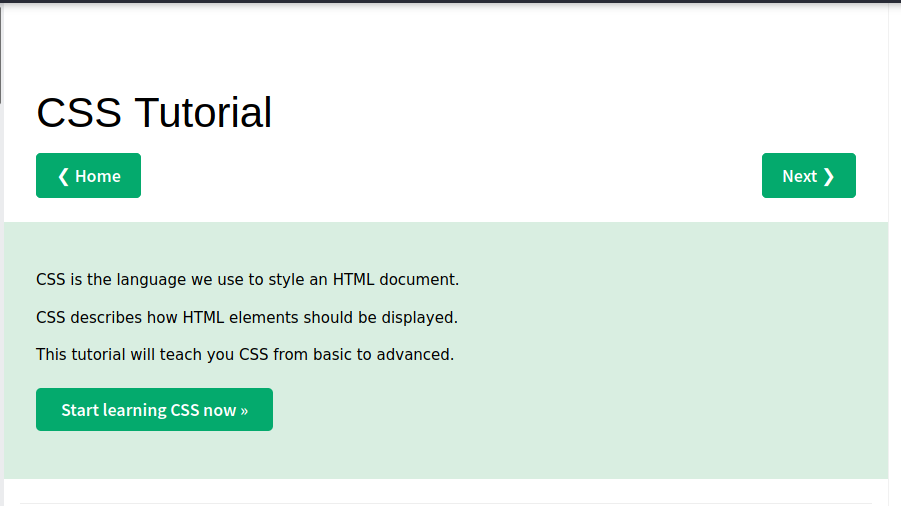 CSS Tutorial
❮ Home
Next ❯
CSS is the language we use to style an HTML document.
CSS describes how HTML elements should be displayed.
This tutorial will teach you CSS from basic to advanced.
Start learning CSS now »